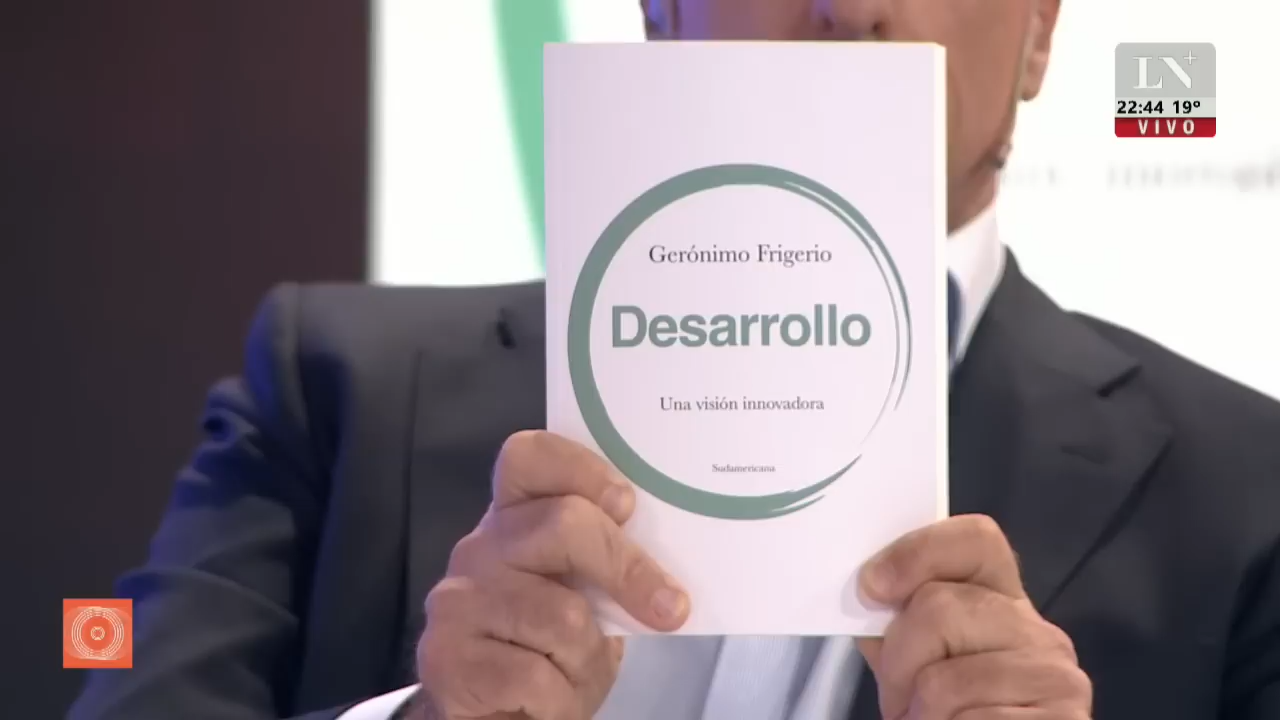 LN+
22:44 19°
VIVO
Gerónimo Frigerio
Desarrollo
Una visión innovadora
Sudamericana